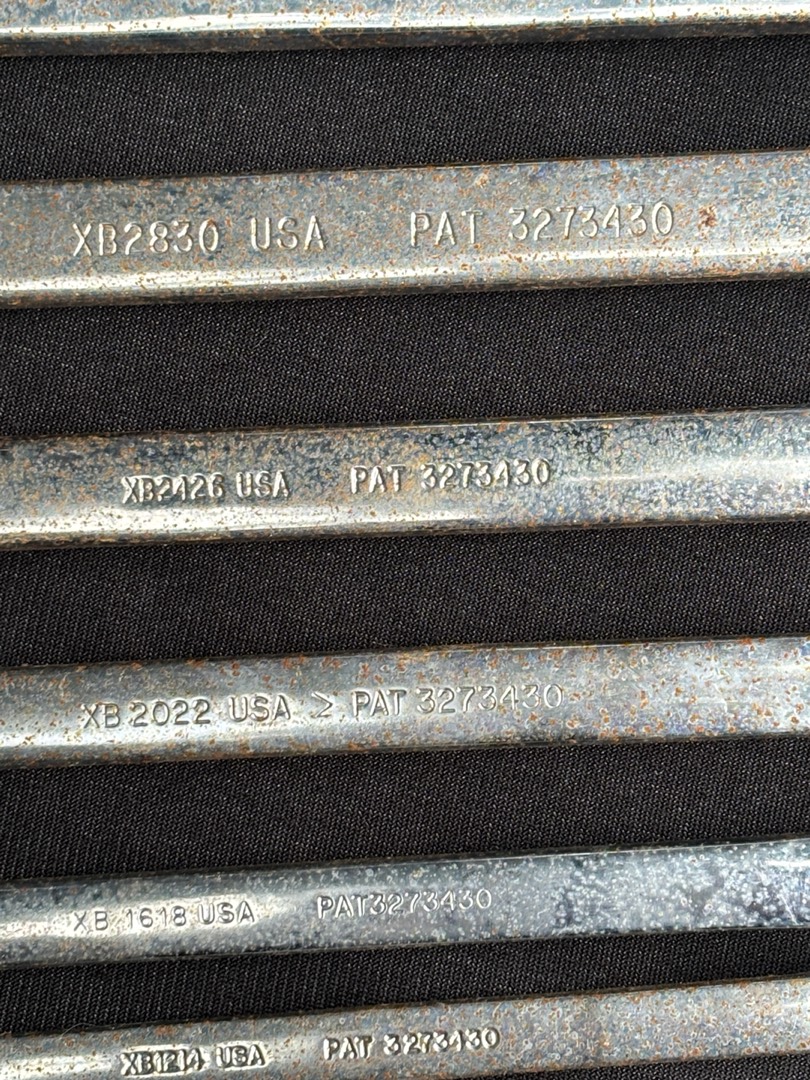 XB2830 USA PAT 3273430
XB2426 USA PAT 3273430
XB 2022 USA Σ PAT 3273430
XB 1618 USA PAT3273430
XB1214 USA PAT 3273430